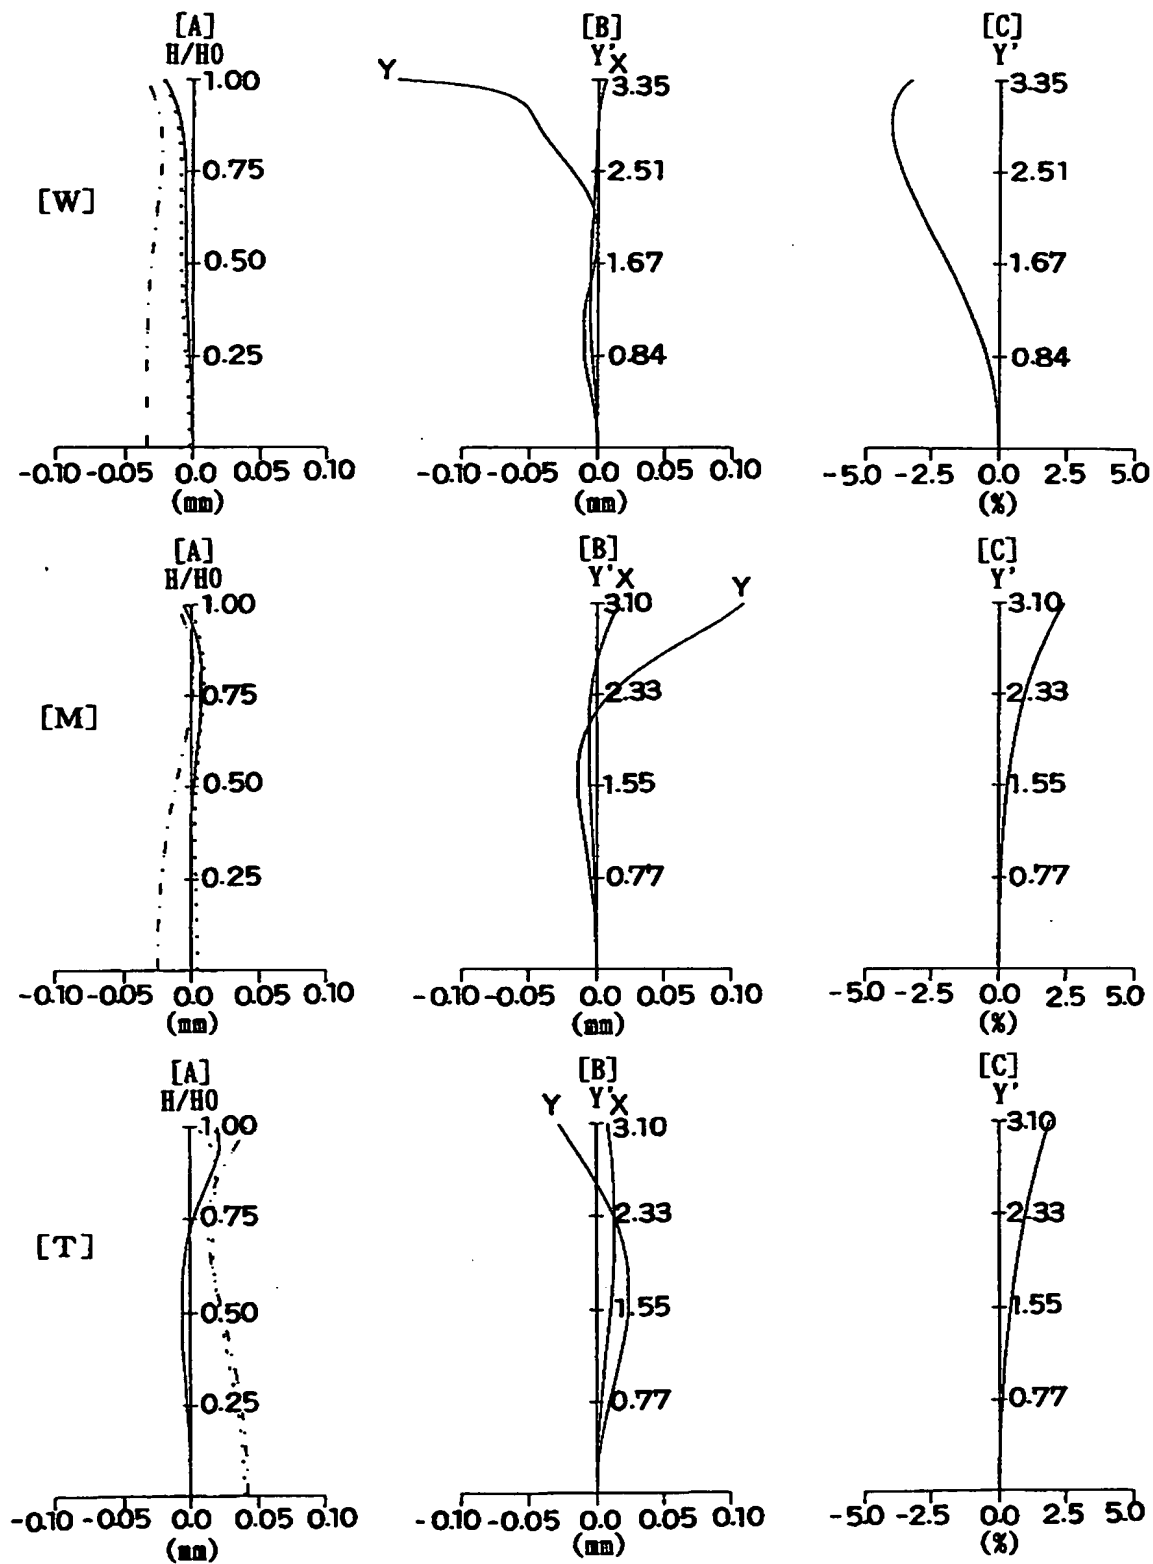 [A] [B] [C]
H/H0 Y' X Y'
Y
1.00 3.35 3.35
0.75 2.51 2.51
[W]
0.50 1.67 1.67
0.25 0.84 0.84
-0.10 -0.05 0.0 0.05 0.10 -0.10 -0.05 0.0 0.05 0.10 -5.0 -2.5 0.0 2.5 5.0
(mm) (mm) (%)
[A] [B] [C]
H/H0 Y' X Y Y'
1.00 3.10 3.10
0.75 2.33 2.33
[M]
0.50 1.55 1.55
0.25 0.77 0.77
-0.10 -0.05 0.0 0.05 0.10 -0.10 -0.05 0.0 0.05 0.10 -5.0 -2.5 0.0 2.5 5.0
(mm) (mm) (%)
[A] [B] [C]
H/H0 Y Y' X Y'
1.00 3.10 3.10
0.75 2.33 2.33
[T]
0.50 1.55 1.55
0.25 0.77 0.77
-0.10 -0.05 0.0 0.05 0.10 -0.10 -0.05 0.0 0.05 0.10 -5.0 -2.5 0.0 2.5 5.0
(mm) (mm) (%)